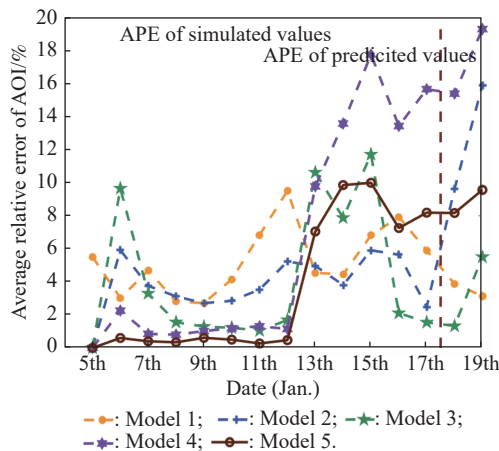 20
18
16
14
12
10
8
6
4
2
0
Average relative error of AOI/%
APE of simulated values
APE of predicited values
5th 7th 9th 11th 13th 15th 17th 19th
Date (Jan.)
: Model 1; : Model 2; : Model 3;
: Model 4; : Model 5.